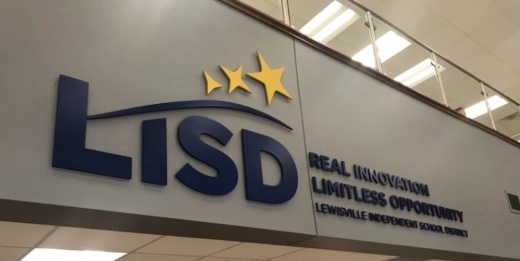 LISD
REAL INNOVATION
LIMITLESS OPPORTUNITY
LEWISVILLE INDEPENDENT SCHOOL DISTRICT